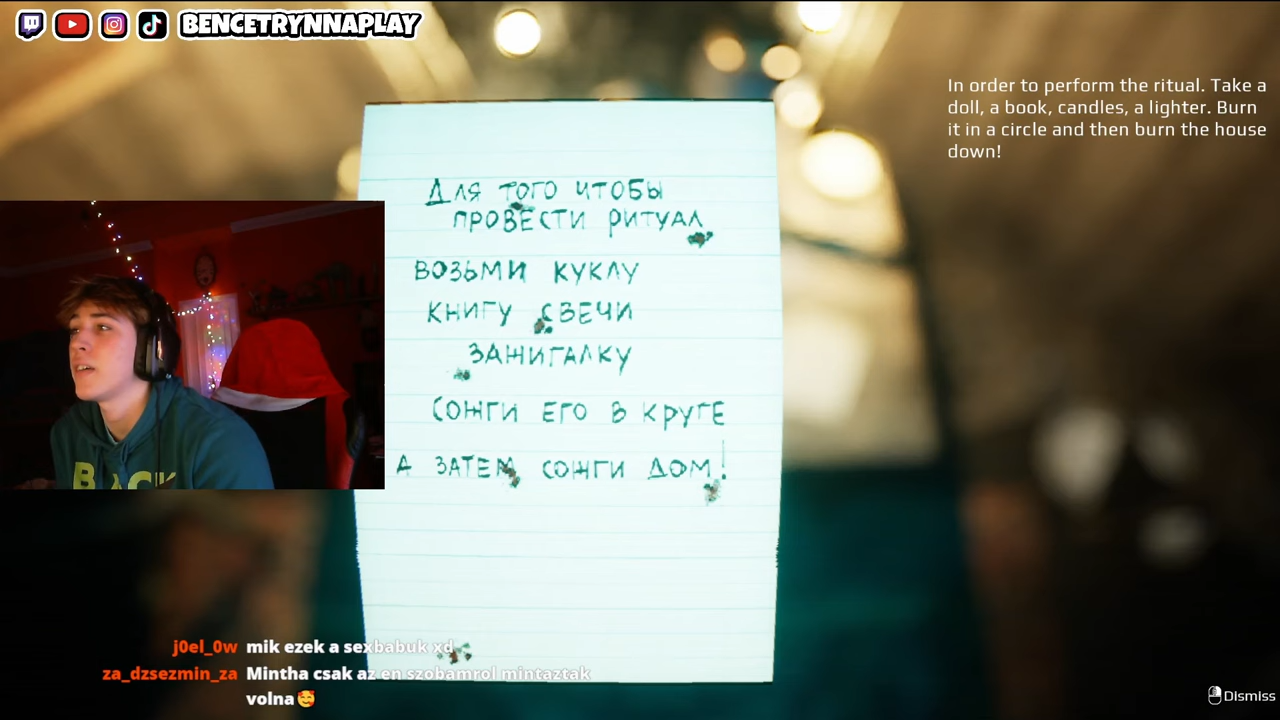 BENCETRYNNAPLAY
In order to perform the ritual. Take a
doll, a book, candles, a lighter. Burn
it in a circle and then burn the house
down!
Для того чтобы
провести ритуал
возьми куклу
книгу свечи
зажигалку
сожги его в круге
а затем сожги дом!
BLACK
j0el_0w mik ezek a sexbabuk xd
za_dzsezmin_za Mintha csak az en szobamrol mintaztak
volna🥰
Dismiss